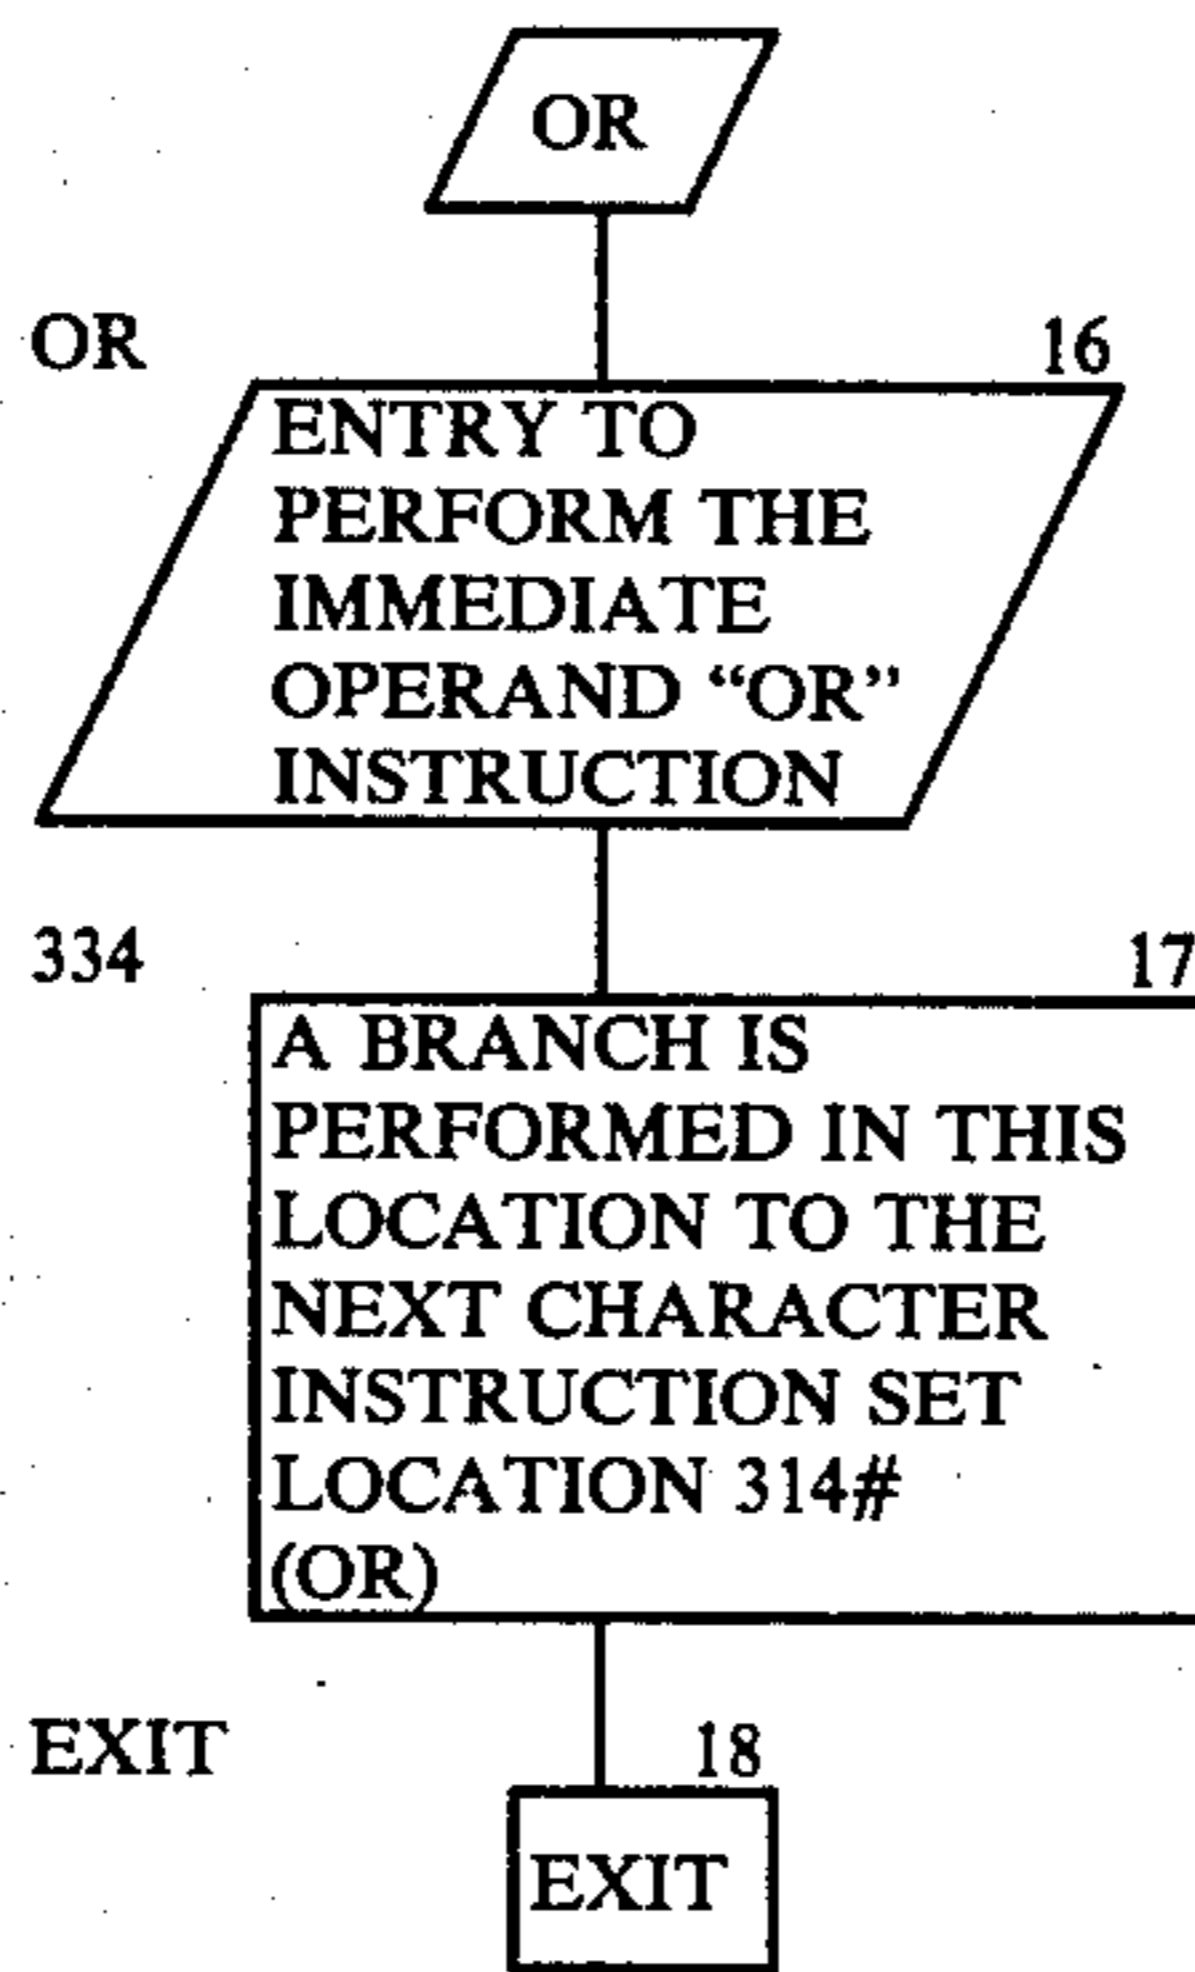 OR
OR 16
ENTRY TO
PERFORM THE
IMMEDIATE
OPERAND “OR”
INSTRUCTION
334 17
A BRANCH IS
PERFORMED IN THIS
LOCATION TO THE
NEXT CHARACTER
INSTRUCTION SET
LOCATION 314#
(OR)
EXIT 18
EXIT